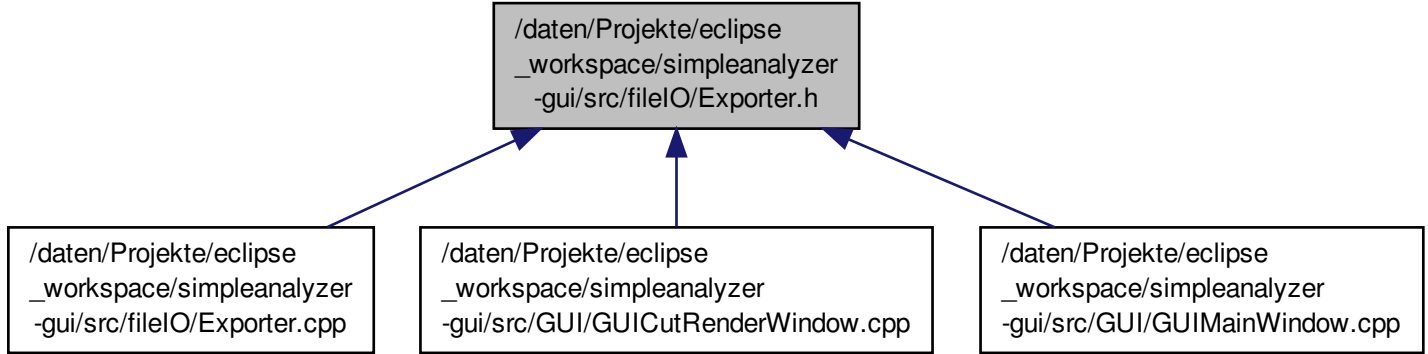 /daten/Projekte/eclipse
_workspace/simpleanalyzer
-gui/src/fileIO/Exporter.h
/daten/Projekte/eclipse
_workspace/simpleanalyzer
-gui/src/fileIO/Exporter.cpp
/daten/Projekte/eclipse
_workspace/simpleanalyzer
-gui/src/GUI/GUICutRenderWindow.cpp
/daten/Projekte/eclipse
_workspace/simpleanalyzer
-gui/src/GUI/GUIMainWindow.cpp